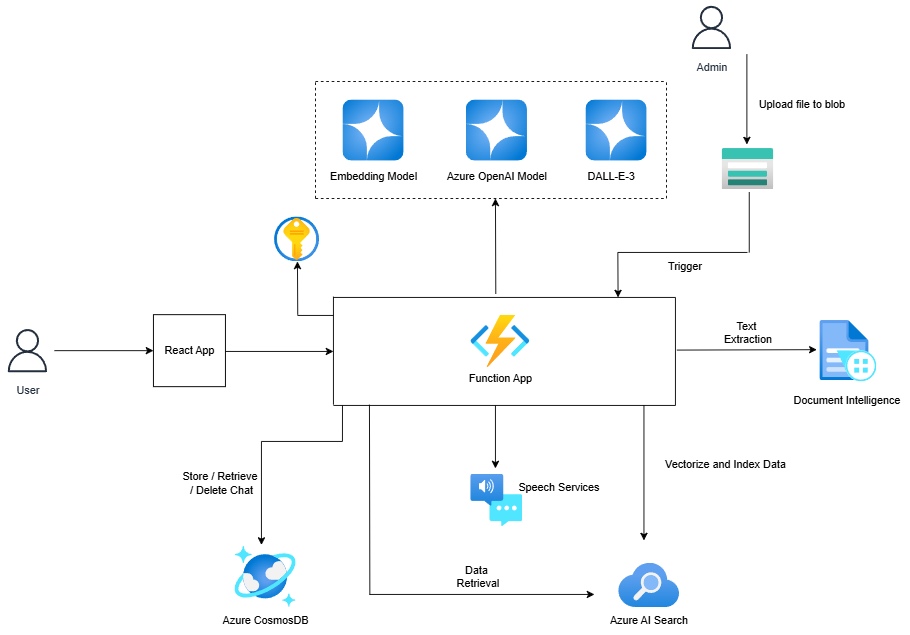 Admin
Upload file to blob
Embedding Model
Azure OpenAI Model
DALL-E-3
Trigger
User
React App
Function App
Text
Extraction
Document Intelligence
Store / Retrieve
/ Delete Chat
Speech Services
Vectorize and Index Data
Data
Retrieval
Azure CosmosDB
Azure AI Search